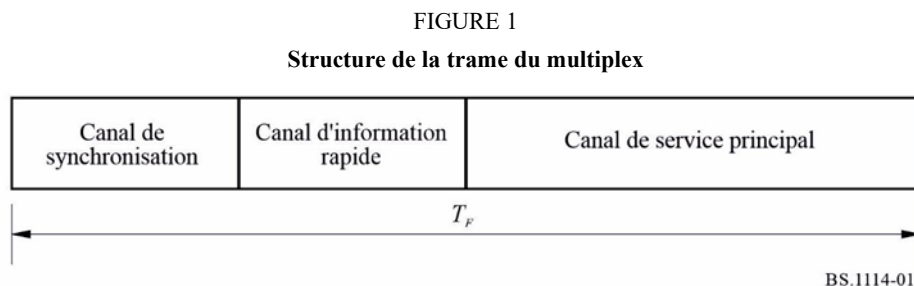 FIGURE 1
Structure de la trame du multiplex
Canal de
synchronisation
Canal d'information
rapide
Canal de service principal
T_F
BS.1114-01